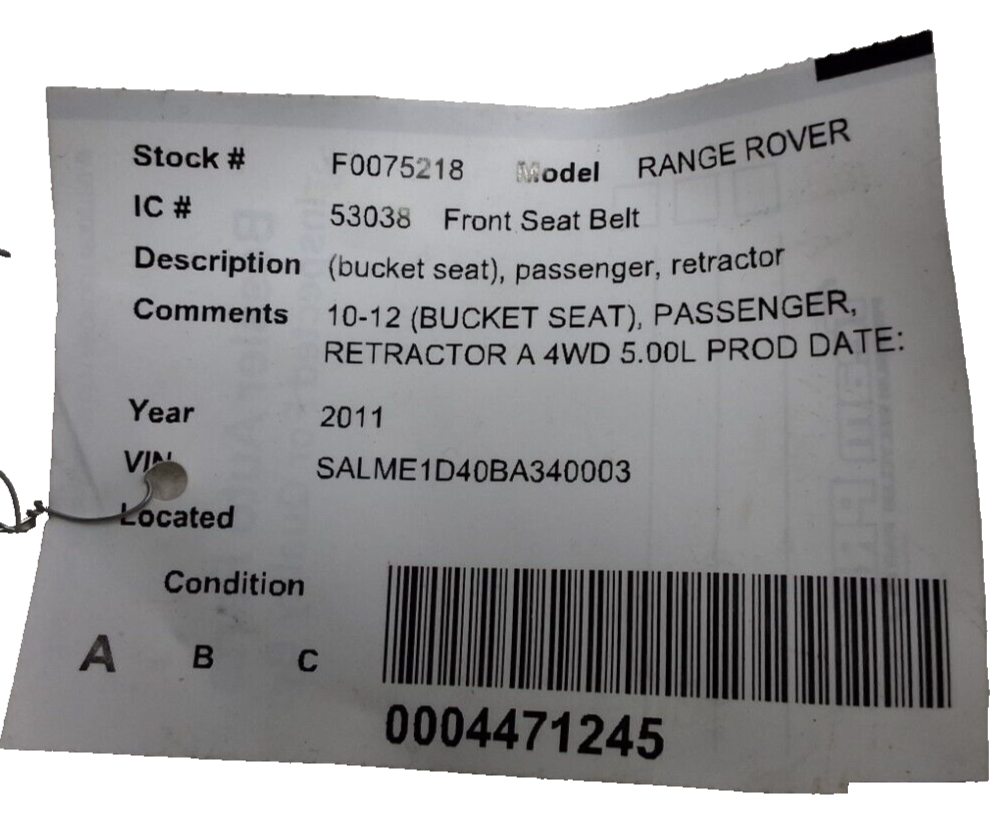 Stock # F0075218 Model RANGE ROVER
IC # 53038 Front Seat Belt
Description (bucket seat), passenger, retractor
Comments 10-12 (BUCKET SEAT), PASSENGER,
RETRACTOR A 4WD 5.00L PROD DATE:
Year 2011
VIN SALME1D40BA340003
Located
Condition
A B C
0004471245